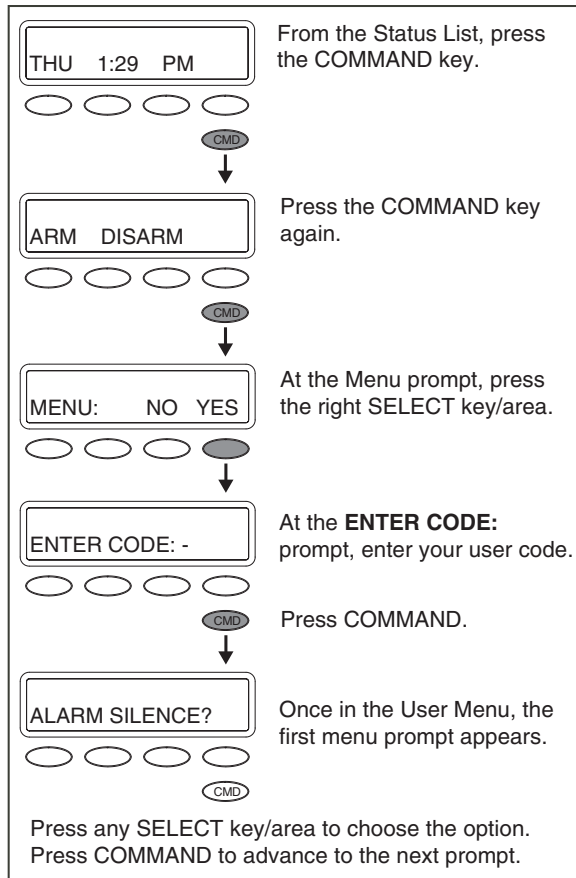 From the Status List, press
the COMMAND key.
THU 1:29 PM
CMD
Press the COMMAND key
again.
ARM DISARM
CMD
At the Menu prompt, press
the right SELECT key/area.
MENU: NO YES
At the ENTER CODE:
prompt, enter your user code.
ENTER CODE: -
CMD
Press COMMAND.
Once in the User Menu, the
first menu prompt appears.
ALARM SILENCE?
CMD
Press any SELECT key/area to choose the option.
Press COMMAND to advance to the next prompt.